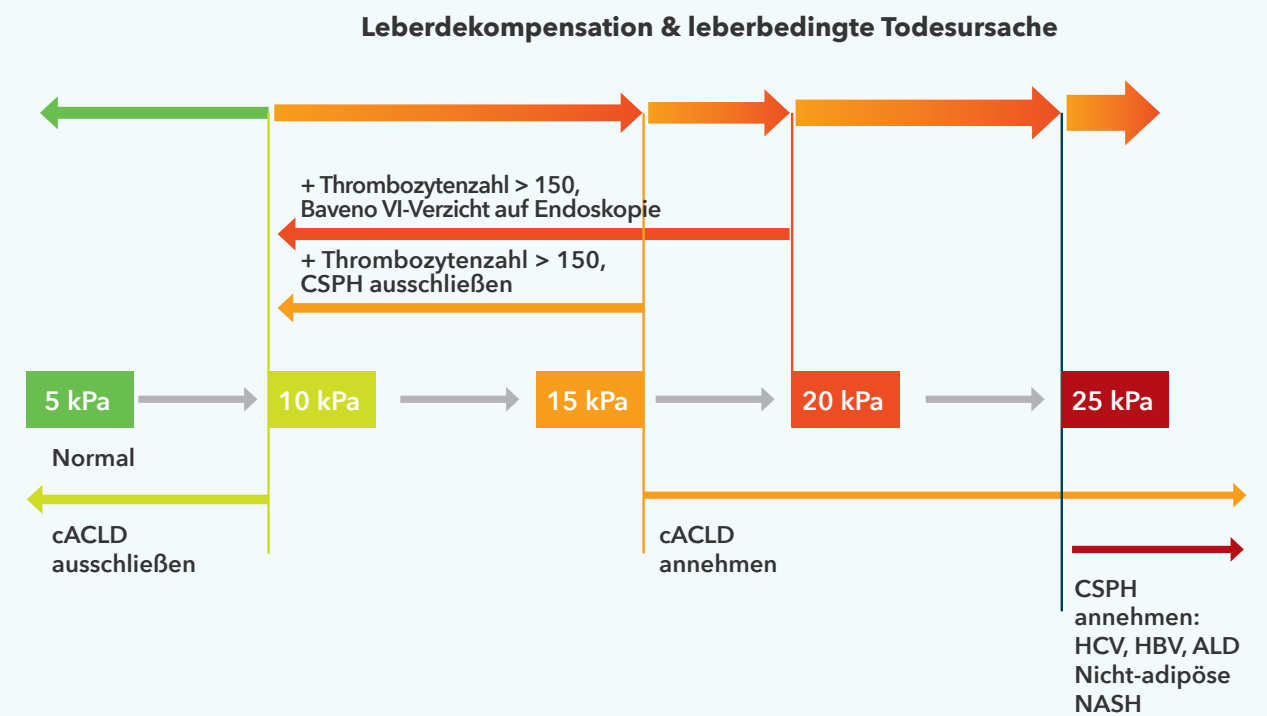 Leberdekompensation & leberbedingte Todesursache
+ Thrombozytenzahl > 150,
Baveno VI-Verzicht auf Endoskopie
+ Thrombozytenzahl > 150,
CSPH ausschließen
5 kPa
10 kPa
15 kPa
20 kPa
25 kPa
Normal
cACLD
ausschließen
cACLD
annehmen
CSPH
annehmen:
HCV, HBV, ALD
Nicht-adipöse
NASH